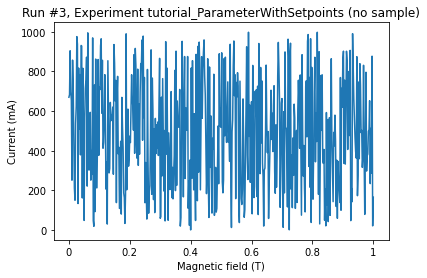 Run #3, Experiment tutorial_ParameterWithSetpoints (no sample)
1000
800
600
400
200
0
Current (mA)
0 0.2 0.4 0.6 0.8 1
Magnetic field (T)